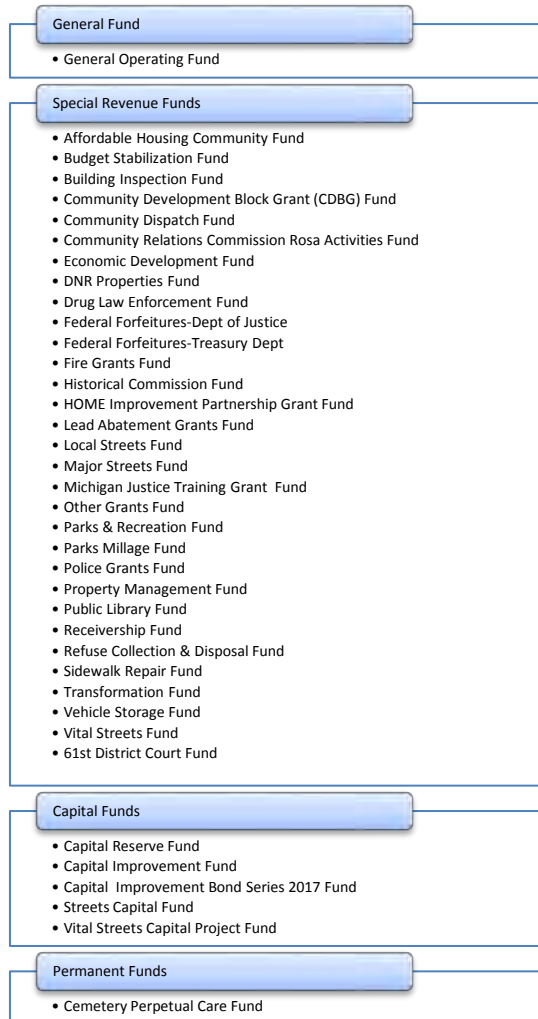 General Fund
• General Operating Fund
Special Revenue Funds
• Affordable Housing Community Fund
• Budget Stabilization Fund
• Building Inspection Fund
• Community Development Block Grant (CDBG) Fund
• Community Dispatch Fund
• Community Relations Commission Rosa Activities Fund
• Economic Development Fund
• DNR Properties Fund
• Drug Law Enforcement Fund
• Federal Forfeitures-Dept of Justice
• Federal Forfeitures-Treasury Dept
• Fire Grants Fund
• Historical Commission Fund
• HOME Improvement Partnership Grant Fund
• Lead Abatement Grants Fund
• Local Streets Fund
• Major Streets Fund
• Michigan Justice Training Grant Fund
• Other Grants Fund
• Parks & Recreation Fund
• Parks Millage Fund
• Police Grants Fund
• Property Management Fund
• Public Library Fund
• Receivership Fund
• Refuse Collection & Disposal Fund
• Sidewalk Repair Fund
• Transformation Fund
• Vehicle Storage Fund
• Vital Streets Fund
• 61st District Court Fund
Capital Funds
• Capital Reserve Fund
• Capital Improvement Fund
• Capital Improvement Bond Series 2017 Fund
• Streets Capital Fund
• Vital Streets Capital Project Fund
Permanent Funds
• Cemetery Perpetual Care Fund